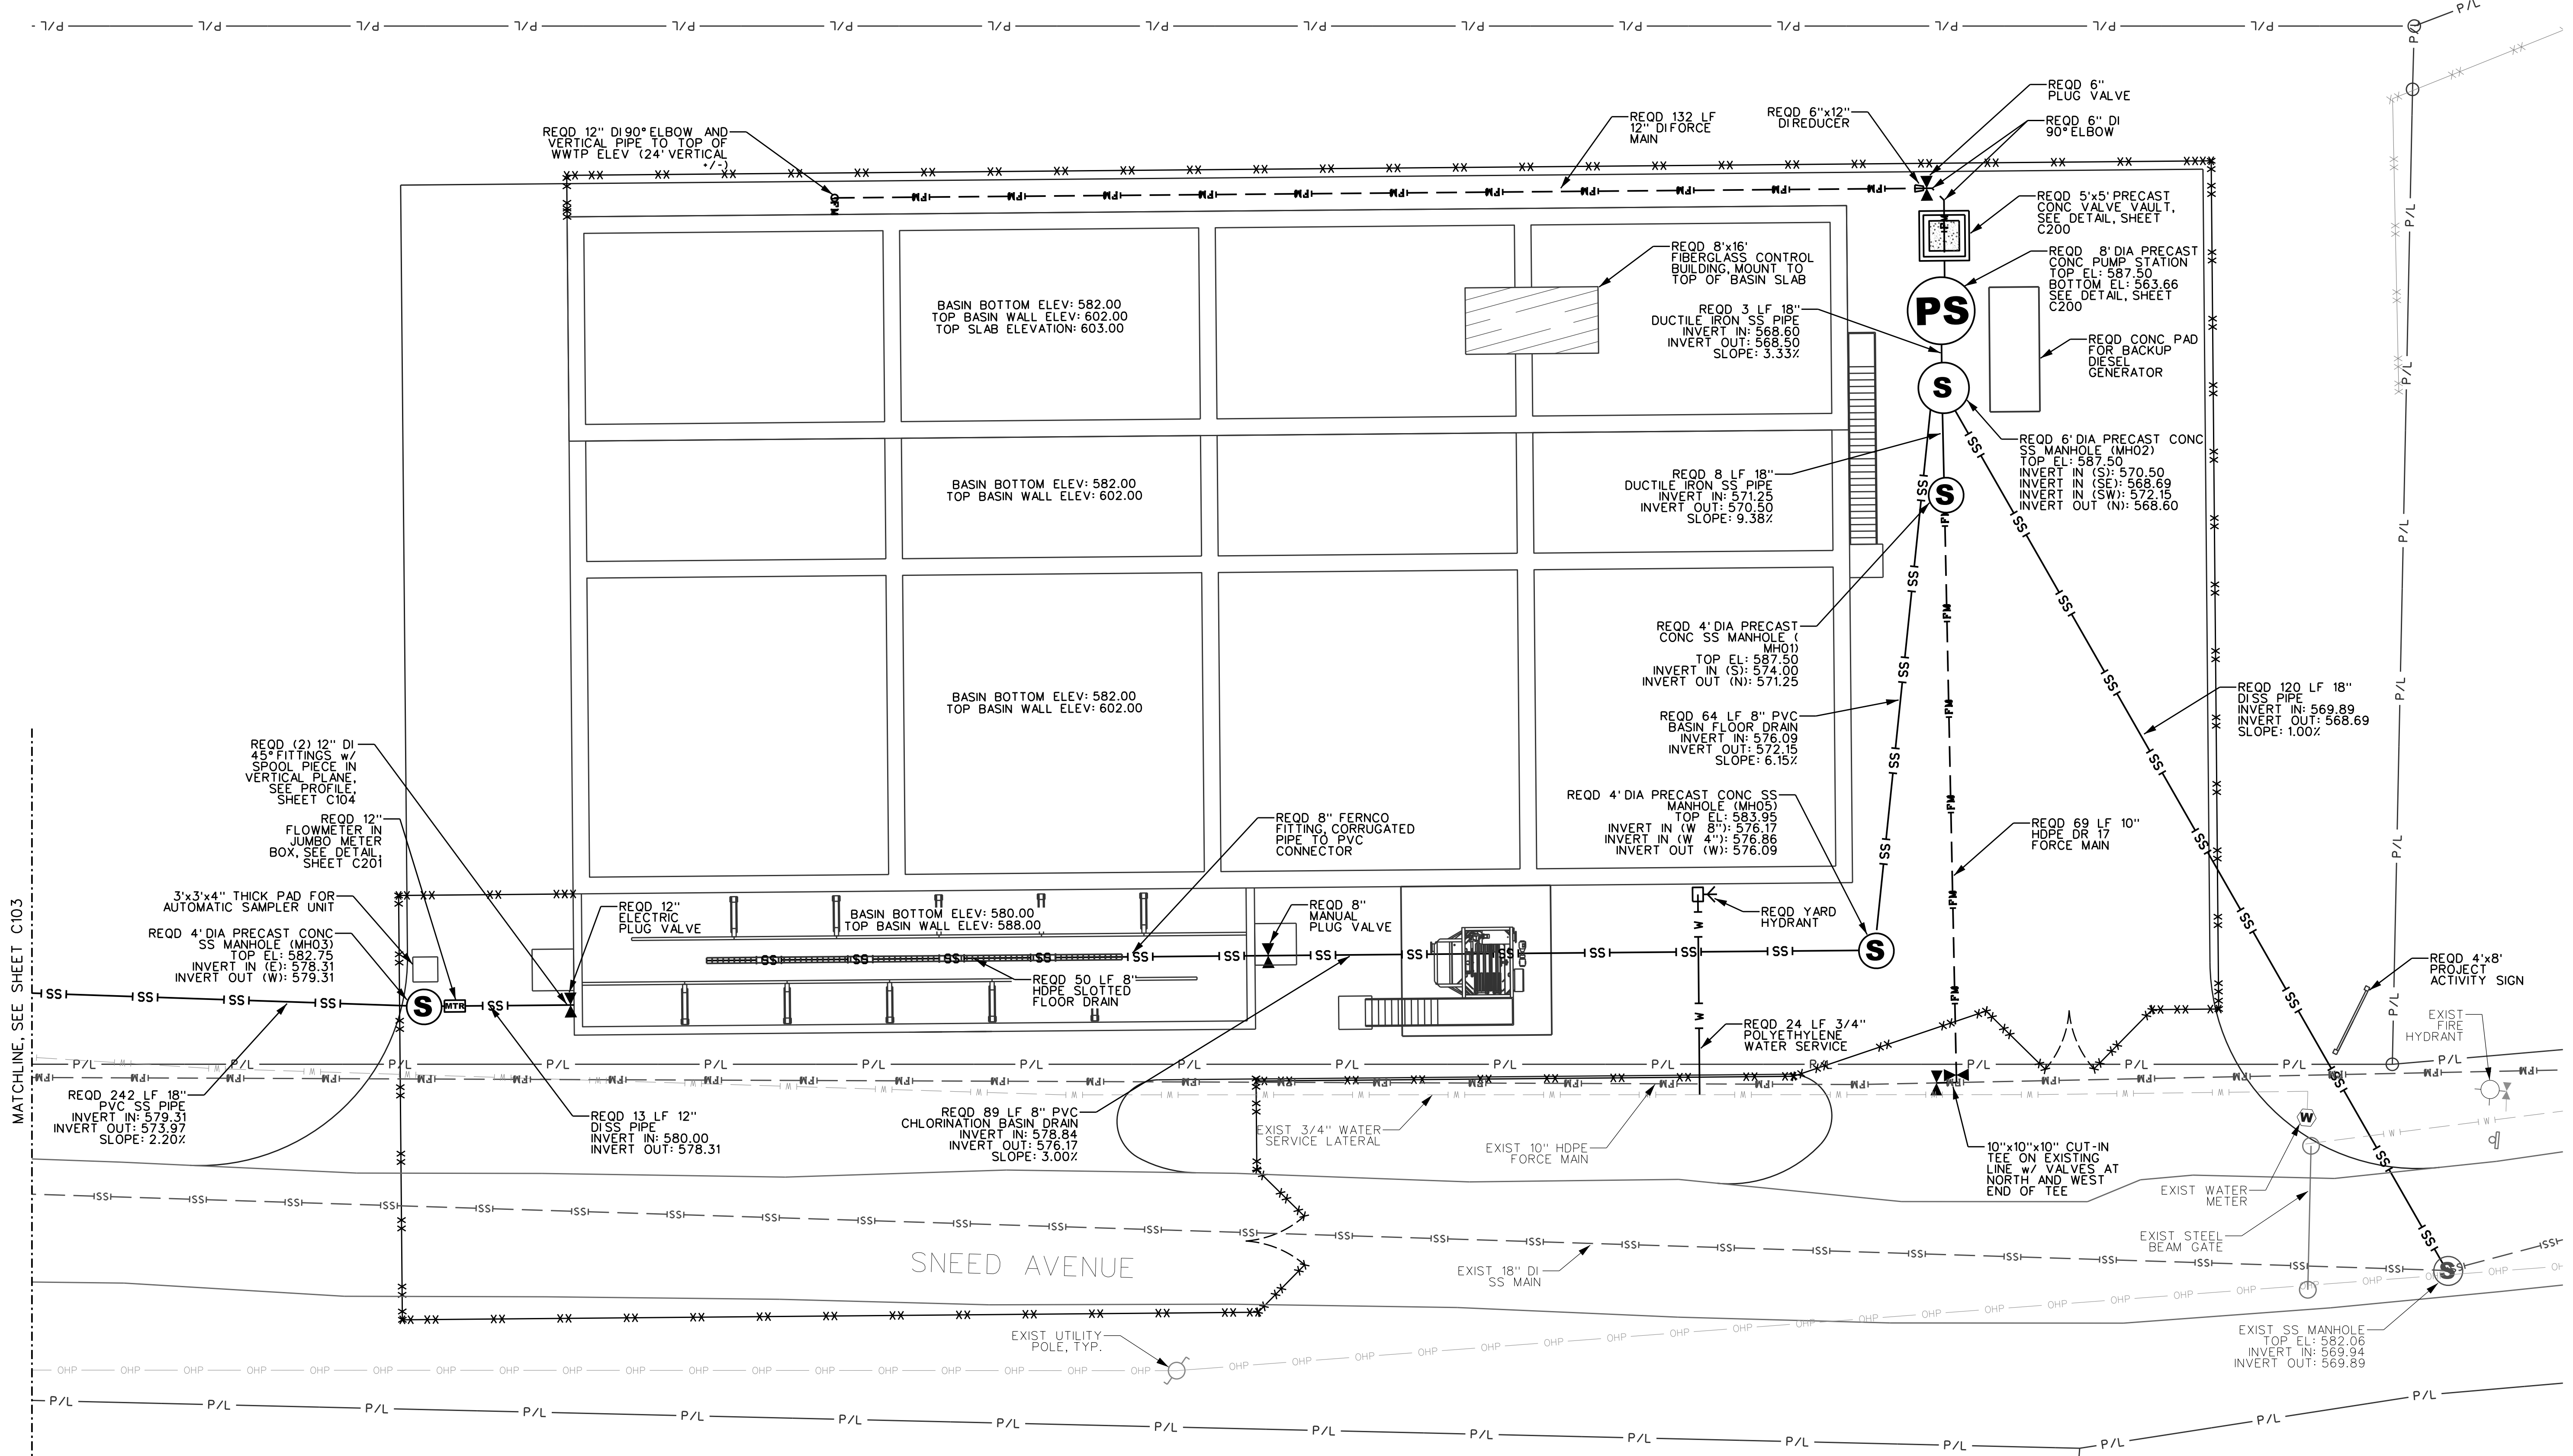 P/L P/L P/L P/L P/L P/L P/L P/L P/L P/L P/L P/L P/L P/L P/L P/L
P/L
REQD 6"
PLUG VALVE
REQD 6"x12"
DI REDUCER
REQD 132 LF
12" DI FORCE
MAIN
REQD 6" DI
90° ELBOW
REQD 12" DI 90° ELBOW AND
VERTICAL PIPE TO TOP OF
WWTP ELEV (24' VERTICAL
+/-)
REQD 5'x5' PRECAST
CONC VALVE VAULT,
SEE DETAIL, SHEET
C200
REQD 8'x16'
FIBERGLASS CONTROL
BUILDING, MOUNT TO
TOP OF BASIN SLAB
REQD 8' DIA PRECAST
CONC PUMP STATION
TOP EL: 587.50
BOTTOM EL: 563.66
SEE DETAIL, SHEET
C200
PS
BASIN BOTTOM ELEV: 582.00
TOP BASIN WALL ELEV: 602.00
TOP SLAB ELEVATION: 603.00
REQD 3 LF 18"
DUCTILE IRON SS PIPE
INVERT IN: 568.60
INVERT OUT: 568.50
SLOPE: 3.33%
REQD CONC PAD
FOR BACKUP
DIESEL
GENERATOR
S
REQD 6' DIA PRECAST CONC
SS MANHOLE (MH02)
TOP EL: 587.50
INVERT IN (S): 570.50
INVERT IN (SE): 568.69
INVERT IN (SW): 572.15
INVERT OUT (N): 568.60
REQD 8 LF 18"
DUCTILE IRON SS PIPE
INVERT IN: 571.25
INVERT OUT: 570.50
SLOPE: 9.38%
BASIN BOTTOM ELEV: 582.00
TOP BASIN WALL ELEV: 602.00
S
REQD 4' DIA PRECAST
CONC SS MANHOLE (
MH01)
TOP EL: 587.50
INVERT IN (S): 574.00
INVERT OUT (N): 571.25
BASIN BOTTOM ELEV: 582.00
TOP BASIN WALL ELEV: 602.00
REQD 120 LF 18"
DI SS PIPE
INVERT IN: 569.89
INVERT OUT: 568.69
SLOPE: 1.00%
REQD 64 LF 8" PVC
BASIN FLOOR DRAIN
INVERT IN: 576.09
INVERT OUT: 572.15
SLOPE: 6.15%
REQD (2) 12" DI
45° FITTINGS w/
SPOOL PIECE IN
VERTICAL PLANE,
SEE PROFILE,
SHEET C104
REQD 4' DIA PRECAST CONC SS
MANHOLE (MH05)
TOP EL: 583.95
INVERT IN (W 8"): 576.17
INVERT IN (W 4"): 576.86
INVERT OUT (W): 576.09
REQD 12"
FLOWMETER IN
JUMBO METER
BOX, SEE DETAIL,
SHEET C201
REQD 8" FERNCO
FITTING, CORRUGATED
PIPE TO PVC
CONNECTOR
REQD 69 LF 10"
HDPE DR 17
FORCE MAIN
3'x3'x4" THICK PAD FOR
AUTOMATIC SAMPLER UNIT
REQD 12"
ELECTRIC
PLUG VALVE
BASIN BOTTOM ELEV: 580.00
TOP BASIN WALL ELEV: 588.00
REQD 8"
MANUAL
PLUG VALVE
REQD YARD
HYDRANT
REQD 4' DIA PRECAST CONC
SS MANHOLE (MH03)
TOP EL: 582.75
INVERT IN (E): 578.31
INVERT OUT (W): 579.31
MATCHLINE, SEE SHEET C103
S
MTR
REQD 50 LF 8"
HDPE SLOTTED
FLOOR DRAIN
S
REQD 4'x8'
PROJECT
ACTIVITY SIGN
EXIST
FIRE
HYDRANT
REQD 24 LF 3/4"
POLYETHYLENE
WATER SERVICE
REQD 242 LF 18"
PVC SS PIPE
INVERT IN: 579.31
INVERT OUT: 573.97
SLOPE: 2.20%
REQD 13 LF 12"
DI SS PIPE
INVERT IN: 580.00
INVERT OUT: 578.31
REQD 89 LF 8" PVC
CHLORINATION BASIN DRAIN
INVERT IN: 578.84
INVERT OUT: 576.17
SLOPE: 3.00%
EXIST 3/4" WATER
SERVICE LATERAL
EXIST 10" HDPE
FORCE MAIN
10"x10"x10" CUT-IN
TEE ON EXISTING
LINE w/ VALVES AT
NORTH AND WEST
END OF TEE
W
EXIST WATER
METER
EXIST STEEL
BEAM GATE
SNEED AVENUE
EXIST 18" DI
SS MAIN
S
EXIST UTILITY
POLE, TYP.
EXIST SS MANHOLE
TOP EL: 582.06
INVERT IN: 569.94
INVERT OUT: 569.89
OHP OHP OHP OHP OHP OHP OHP OHP OHP OHP OHP OHP
P/L P/L P/L P/L P/L P/L P/L P/L P/L P/L P/L P/L P/L P/L P/L P/L